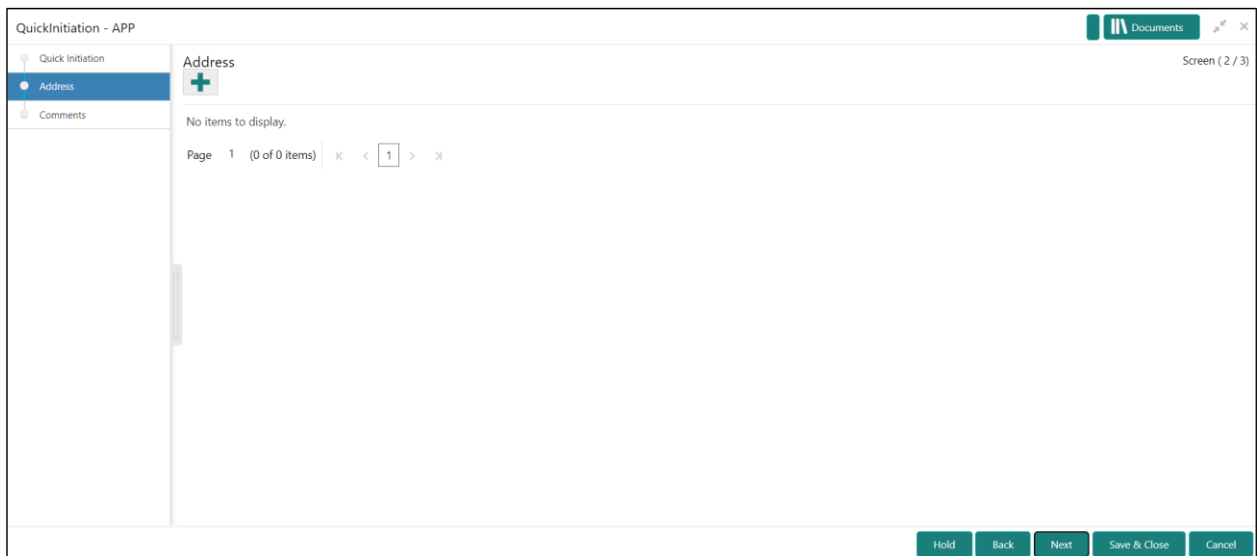 QuickInitiation - APP
Documents
Quick Initiation
Address
Comments
Address
Screen ( 2 / 3)
No items to display.
Page 1 (0 of 0 items) 1
Hold Back Next Save & Close Cancel